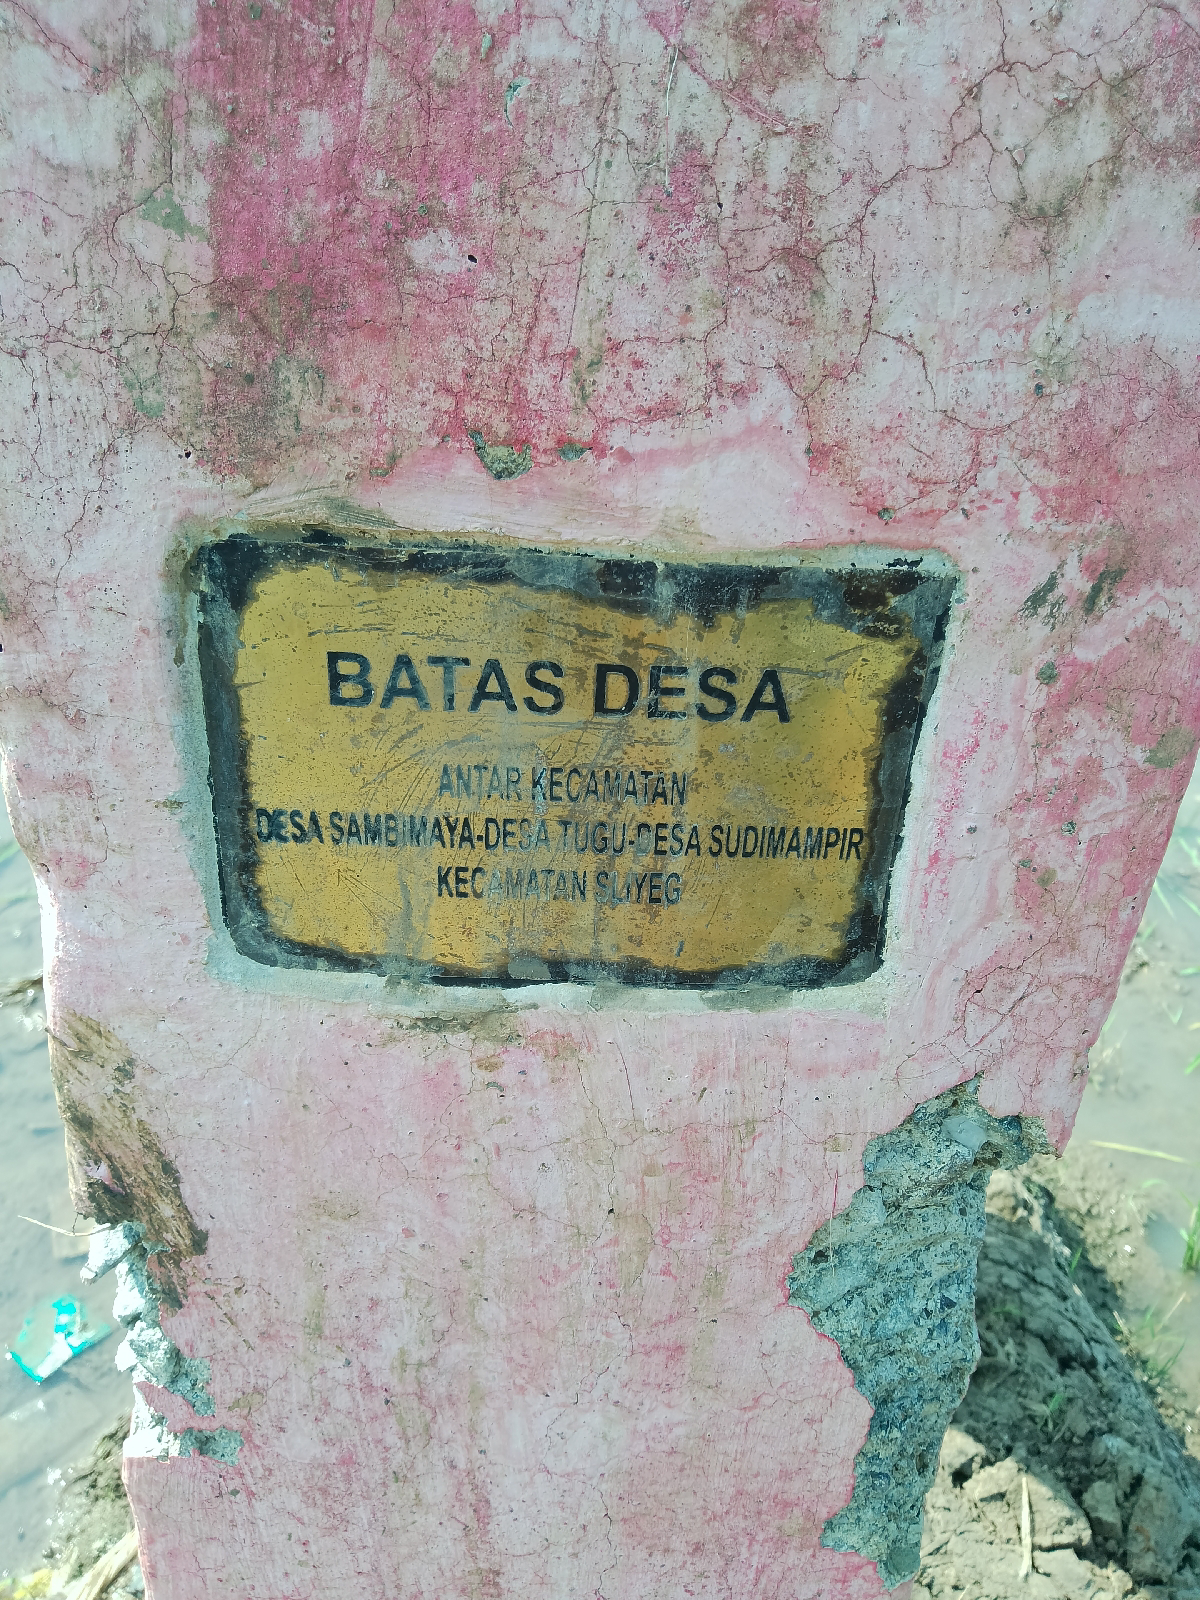 BATAS DESA
ANTAR KECAMATAN
DESA SAMBIMAYA-DESA TUGU-DESA SUDIMAMPIR
KECAMATAN SLIYEG